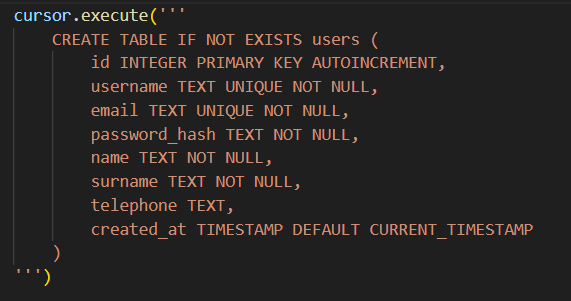 cursor.execute('''
    CREATE TABLE IF NOT EXISTS users (
        id INTEGER PRIMARY KEY AUTOINCREMENT,
        username TEXT UNIQUE NOT NULL,
        email TEXT UNIQUE NOT NULL,
        password_hash TEXT NOT NULL,
        name TEXT NOT NULL,
        surname TEXT NOT NULL,
        telephone TEXT,
        created_at TIMESTAMP DEFAULT CURRENT_TIMESTAMP
    )
''')